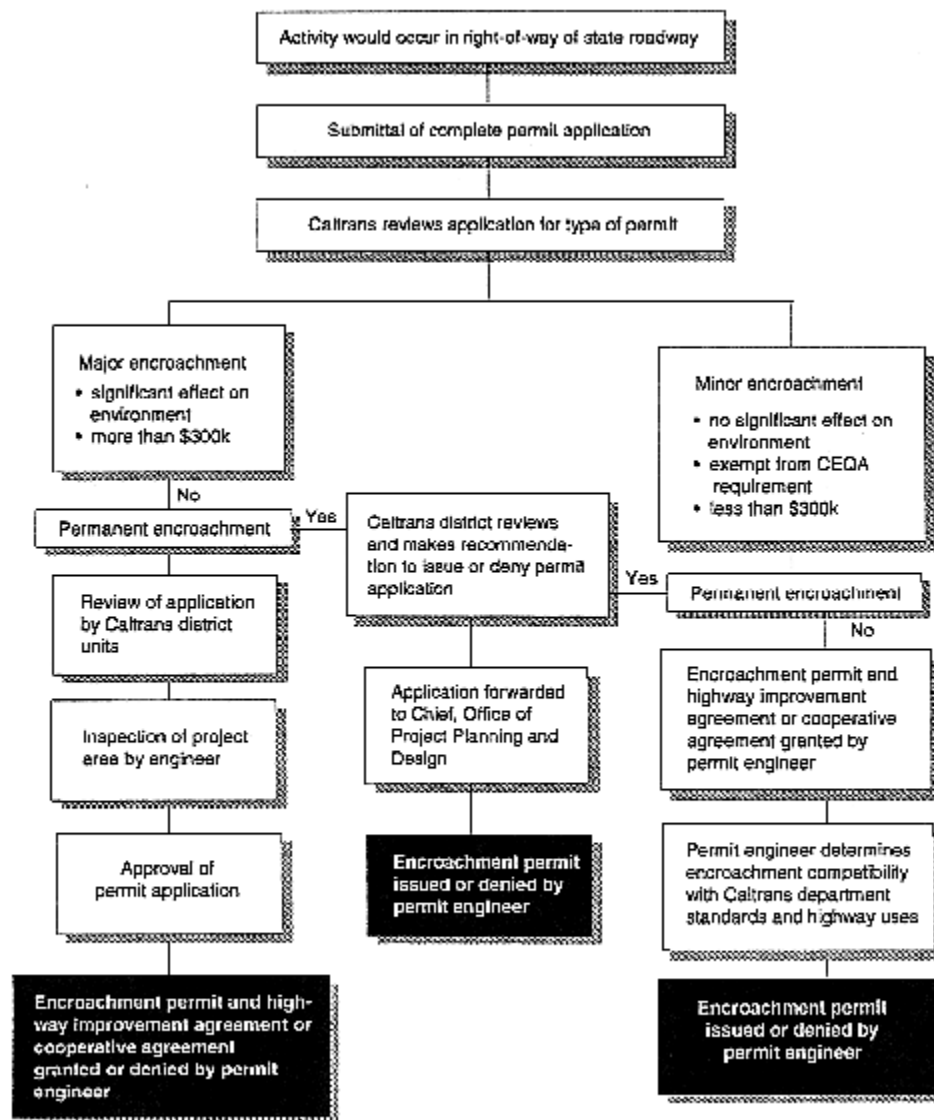 Activity would occur in right-of-way of state roadway
Submittal of complete permit application
Caltrans reviews application for type of permit
Major encroachment
• significant effect on
environment
• more than $300k
No
Permanent encroachment
Yes
Review of application
by Caltrans district
units
Inspection of project
area by engineer
Approval of
permit application
Encroachment permit and high-
way improvement agreement or
cooperative agreement
granted or denied by permit
engineer
Caltrans district reviews
and makes recommenda-
tion to issue or deny permit
application
Application forwarded
to Chief, Office of
Project Planning and
Design
Encroachment permit
issued or denied by
permit engineer
Minor encroachment
• no significant effect on
environment
• exempt from CEQA
requirement
• less than $300k
Yes
Permanent encroachment
No
Encroachment permit and
highway improvement
agreement or cooperative
agreement granted by
permit engineer
Permit engineer determines
encroachment compatibility
with Caltrans department
standards and highway uses
Encroachment permit
issued or denied by
permit engineer